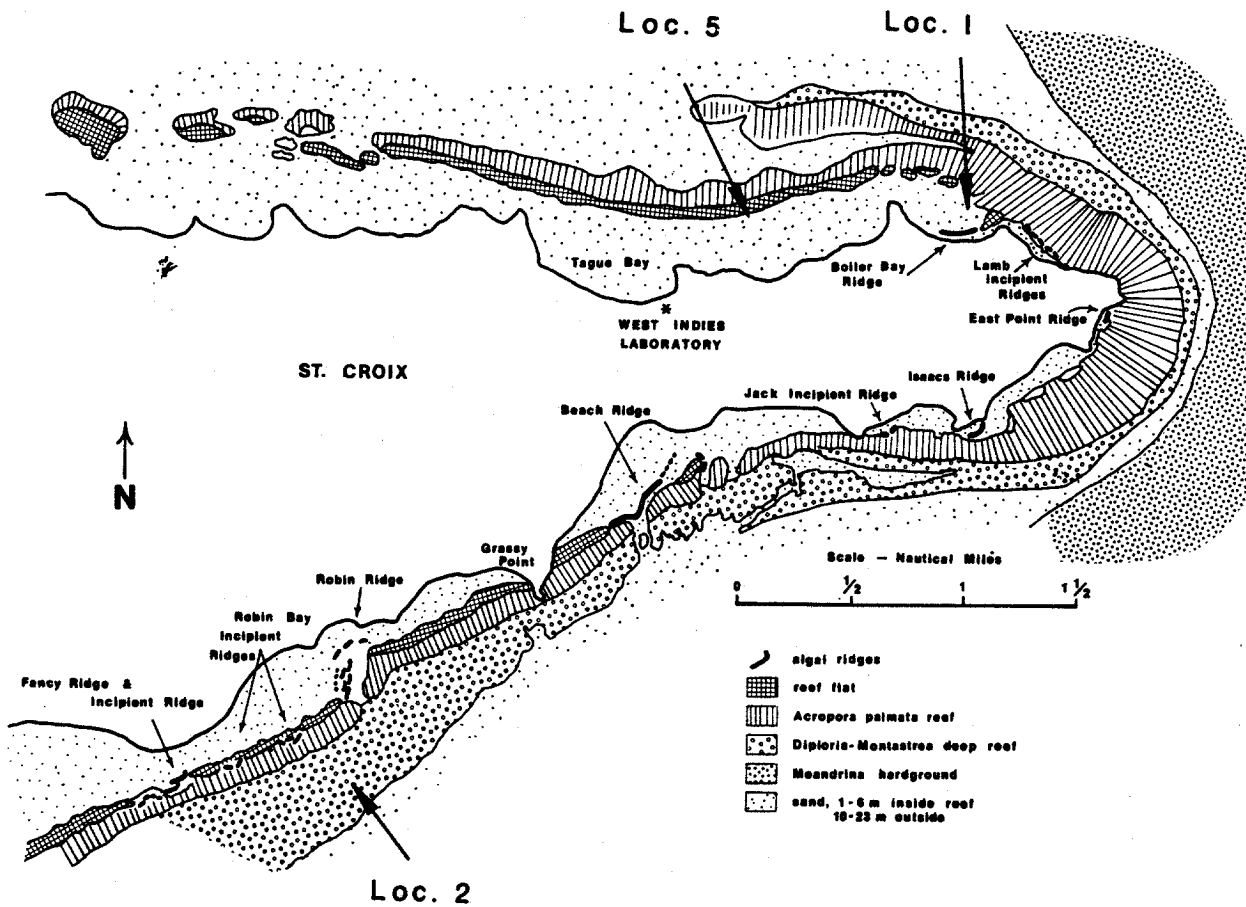 Loc. 5
Loc. 1
Tague Bay
Boiler Bay
Ridge
Lamb
Incipient
Ridges
East Point Ridge
*
WEST INDIES
LABORATORY
ST. CROIX
Isaacs Ridge
Jack Incipient Ridge
Beach Ridge
N
Grassy
Point
Robin Ridge
Robin Bay
Incipient
Ridges
Fancy Ridge &
Incipient Ridge
Scale — Nautical Miles
0 1/2 1 1 1/2
algal ridges
reef flat
Acropora palmata reef
Diploria-Montastrea deep reef
Meandrina hardground
sand, 1-6 m inside reef
10-23 m outside
Loc. 2